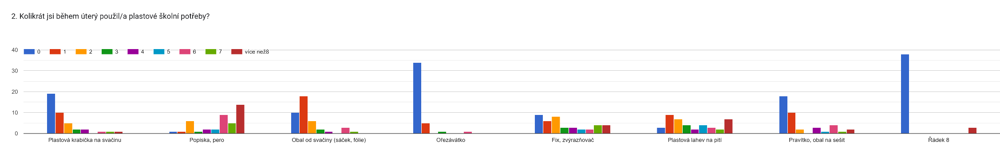 2. Kolikrát jsi během úterý použil/a plastové školní potřeby?
40 0 1 2 3 4 5 6 7 více než8
30
20
10
0
Plastová krabička na svačinu Popiska, pero Obal od svačiny (sáček, fólie) Ořezávátko Fix, zvýrazňovač Plastová lahev na pití Pravítko, obal na sešit Řádek 8